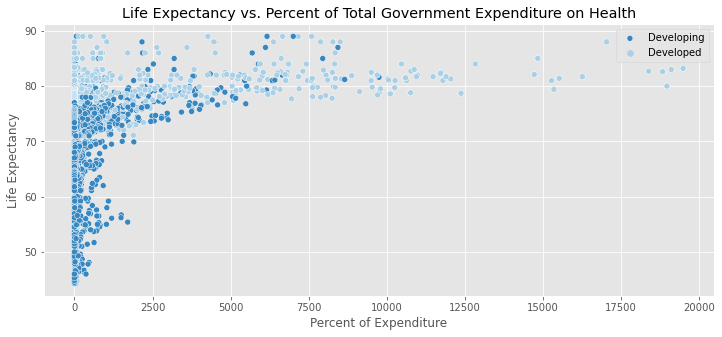 Life Expectancy vs. Percent of Total Government Expenditure on Health
Developing
Developed
90
80
70
60
50
Life Expectancy
0 2500 5000 7500 10000 12500 15000 17500 20000
Percent of Expenditure